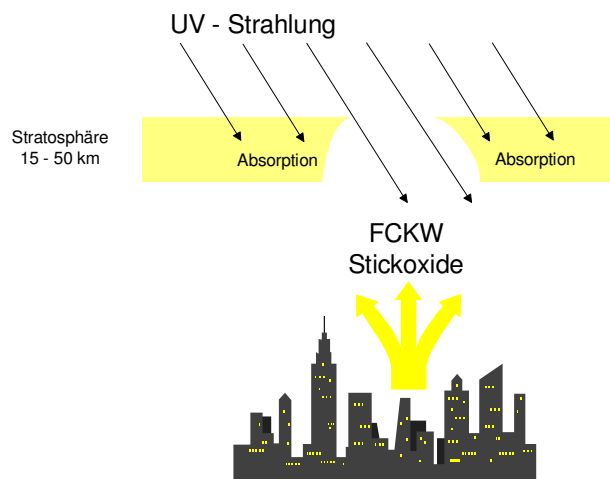 UV - Strahlung
Stratosphäre
15 - 50 km
Absorption
Absorption
FCKW
Stickoxide